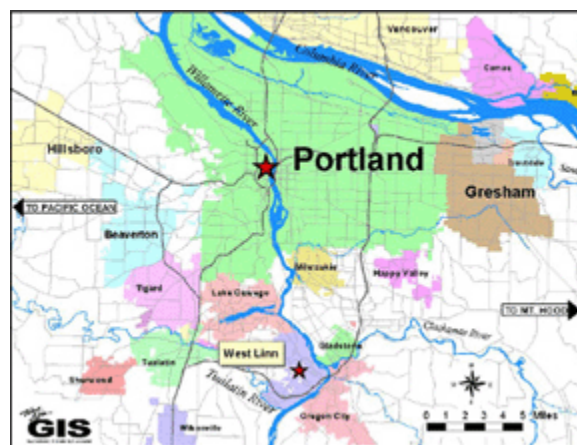 Vancouver
Columbia River
Camas
Willamette River
Hillsboro
Portland
Troutdale
Gresham
TO PACIFIC OCEAN
Beaverton
Milwaukie
Happy Valley
Tigard
Lake Oswego
TO MT. HOOD
Clackamas River
Gladstone
West Linn
Tualatin
Sherwood
Tualatin River
Oregon City
Wilsonville
GIS
0 1 2 3 4 5 Miles